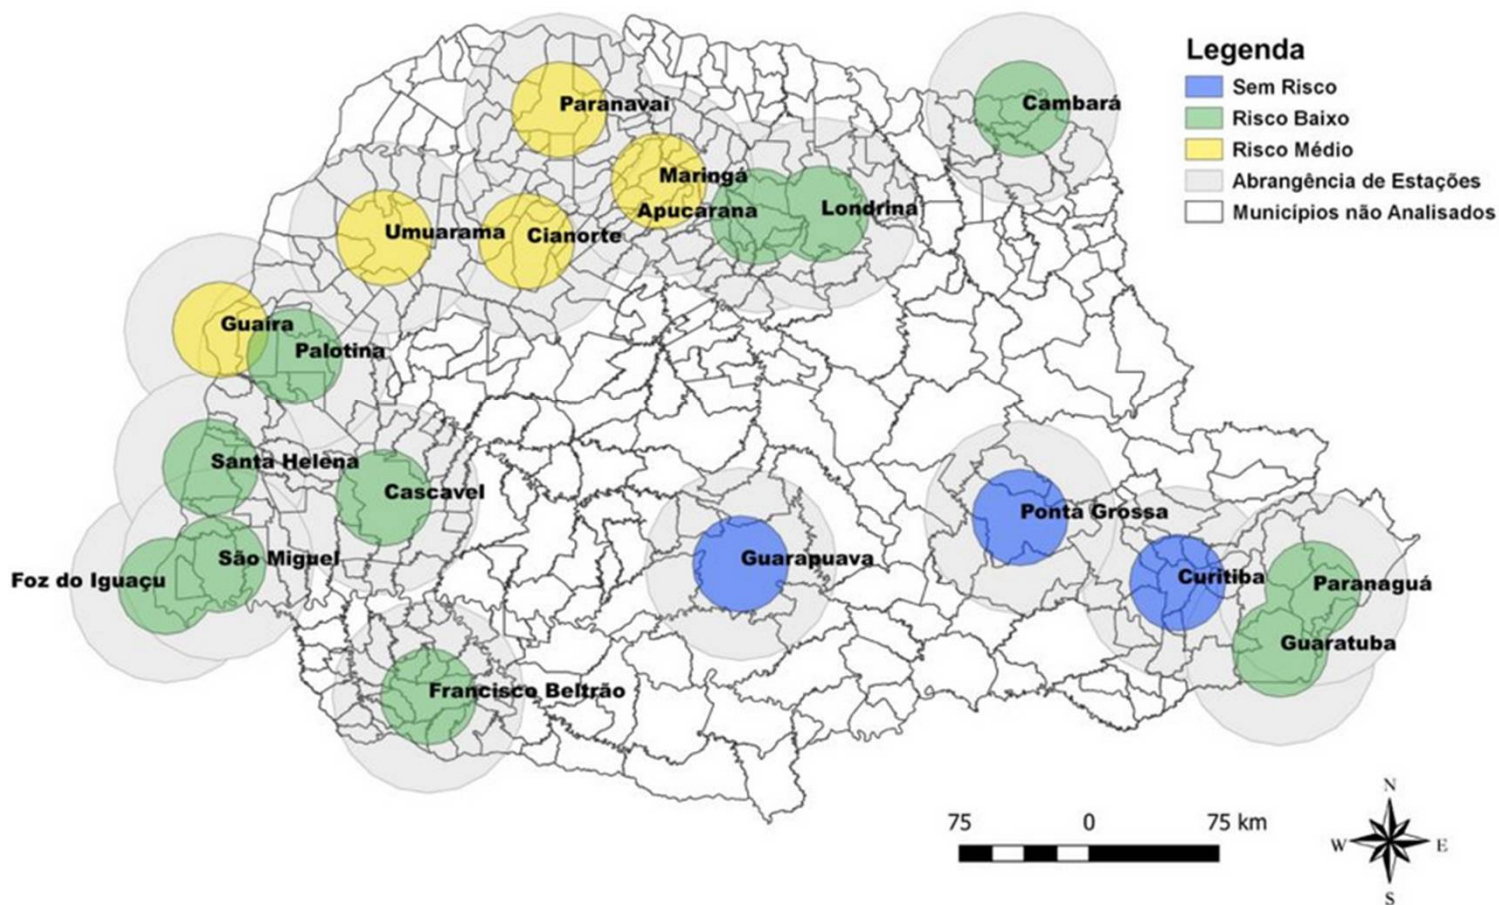 Legenda
Sem Risco
Risco Baixo
Risco Médio
Abrangência de Estações
Municípios não Analisados
Paranavai
Cambará
Maringá
Apucarana
Londrina
Umuarama
Cianorte
Guaíra
Palotina
Santa Helena
Cascavel
Ponta Grossa
São Miguel
Guarapuava
Foz do Iguaçu
Curitiba
Paranaguá
Guaratuba
Francisco Beltrão
75 0 75 km
N
W E
S